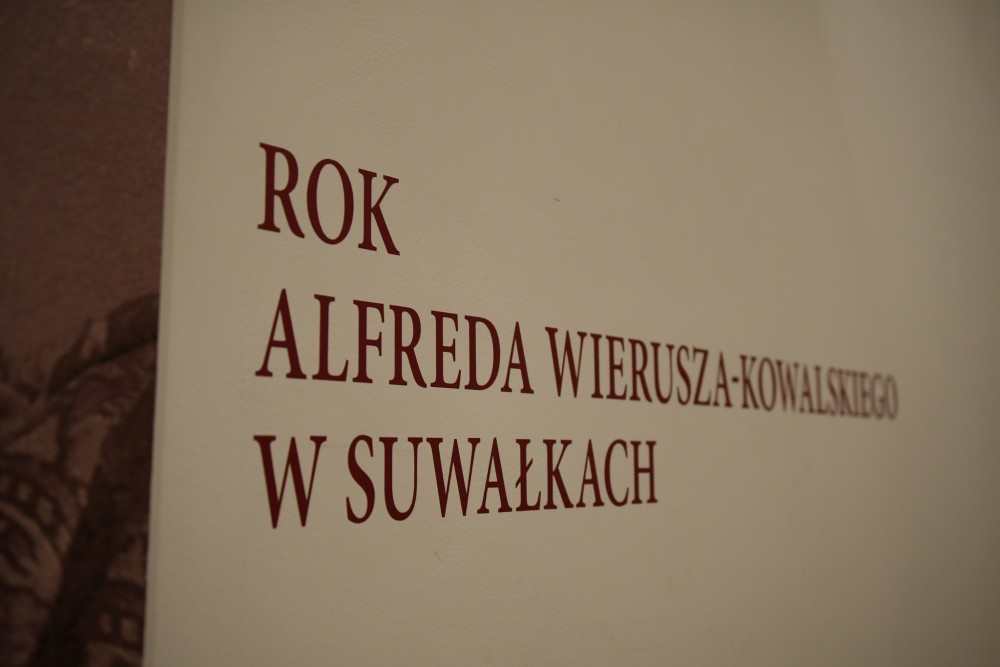 ROK
ALFREDA WIERUSZA-KOWALSKIEGO
W SUWAŁKACH